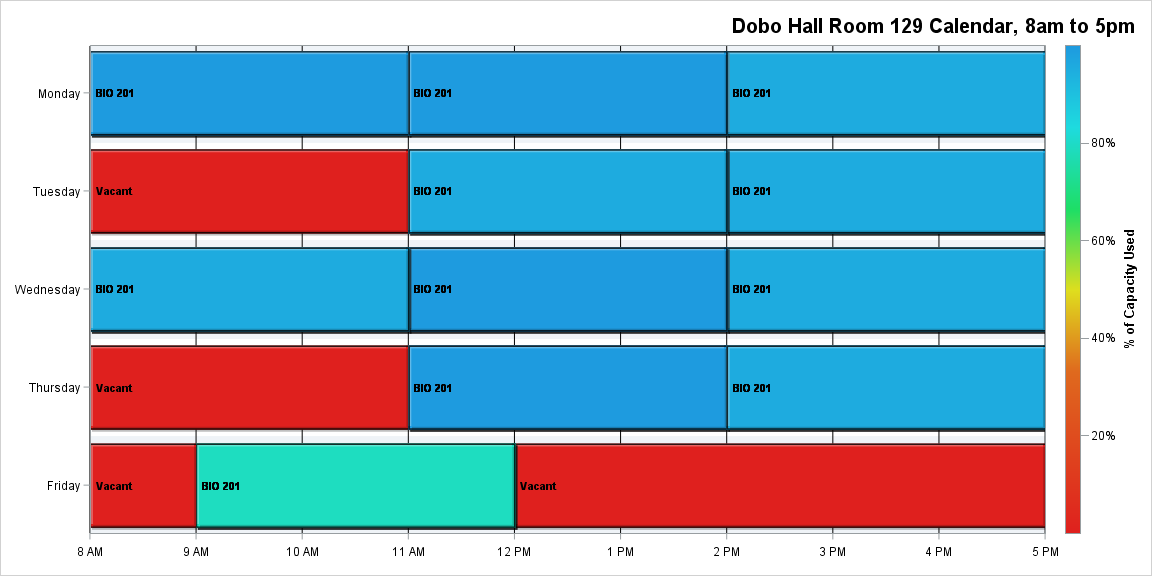 Dobo Hall Room 129 Calendar, 8am to 5pm
Monday
BIO 201
BIO 201
BIO 201
Tuesday
Vacant
BIO 201
BIO 201
Wednesday
BIO 201
BIO 201
BIO 201
Thursday
Vacant
BIO 201
BIO 201
Friday
Vacant
BIO 201
Vacant
8 AM
9 AM
10 AM
11 AM
12 PM
1 PM
2 PM
3 PM
4 PM
5 PM
80%
60%
40%
20%
% of Capacity Used